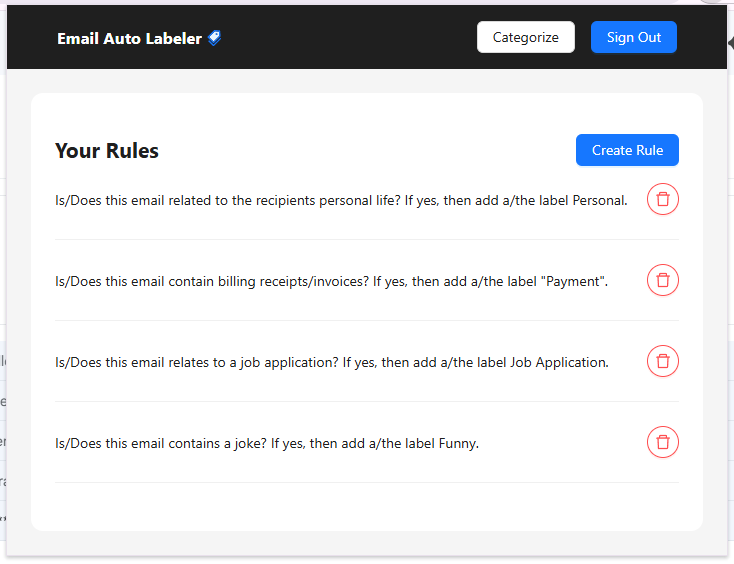 Email Auto Labeler
Categorize
Sign Out
Your Rules
Create Rule
Is/Does this email related to the recipients personal life? If yes, then add a/the label Personal.
Is/Does this email contain billing receipts/invoices? If yes, then add a/the label "Payment".
Is/Does this email relates to a job application? If yes, then add a/the label Job Application.
Is/Does this email contains a joke? If yes, then add a/the label Funny.